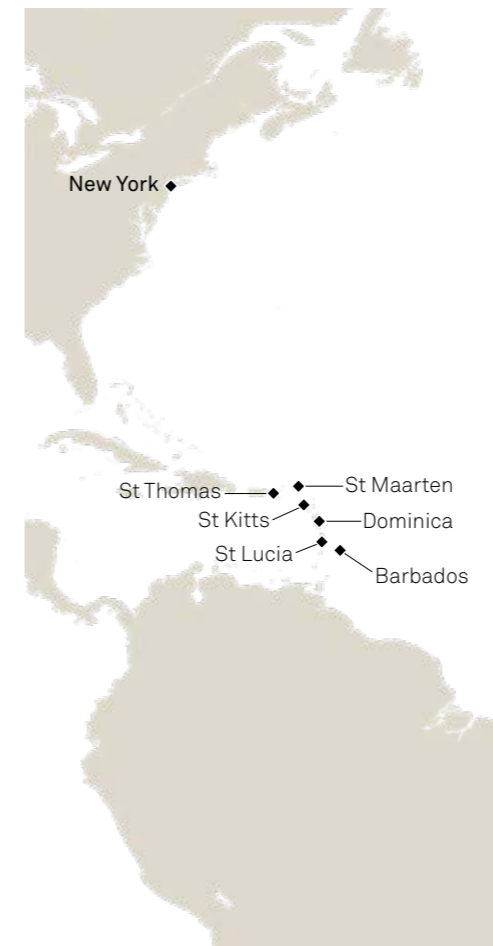 New York
St Thomas
St Maarten
St Kitts
Dominica
St Lucia
Barbados